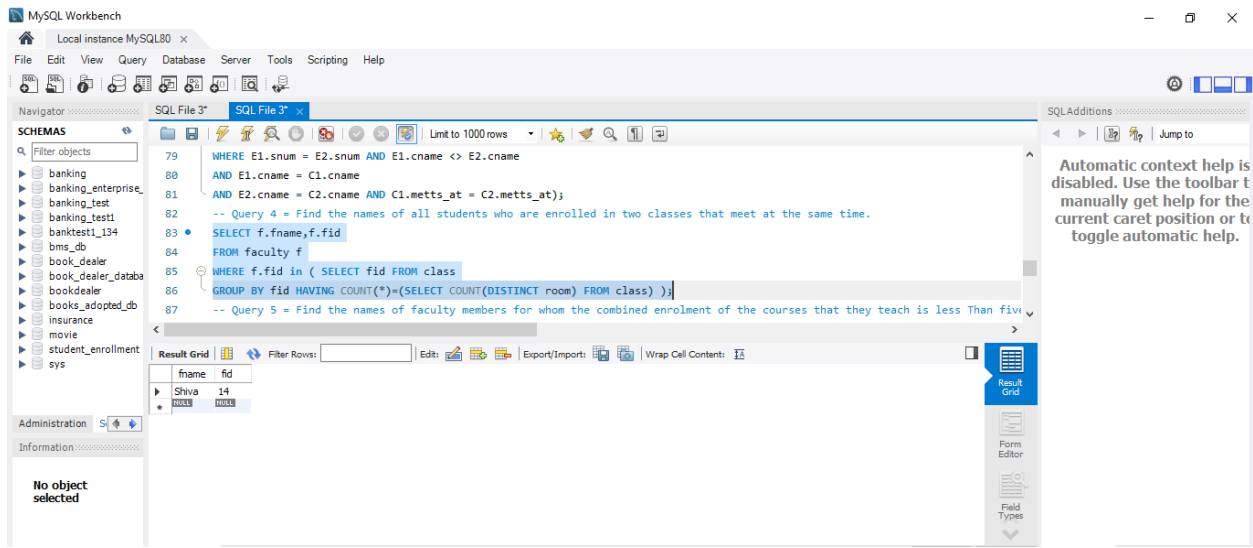 MySQL Workbench
Local instance MySQL80
File Edit View Query Database Server Tools Scripting Help
Navigator
SCHEMAS
Filter objects
banking
banking_enterprise_
banking_test
banking_test1
banktest1_134
bms_db
book_dealer
book_dealer_databa
bookdealer
books_adopted_db
insurance
movie
student_enrollment
sys
Administration
Information
No object
selected
SQL File 3* SQL File 3*
Limit to 1000 rows
79 WHERE E1.snum = E2.snum AND E1.cname <> E2.cname
80 AND E1.cname = C1.cname
81 AND E2.cname = C2.cname AND C1.metts_at = C2.metts_at);
82 -- Query 4 = Find the names of all students who are enrolled in two classes that meet at the same time.
83 SELECT f.fname,f.fid
84 FROM faculty f
85 WHERE f.fid in ( SELECT fid FROM class
86 GROUP BY fid HAVING COUNT(*)=(SELECT COUNT(DISTINCT room) FROM class) );
87 -- Query 5 = Find the names of faculty members for whom the combined enrolment of the courses that they teach is less Than five
Result Grid Filter Rows: Edit: Export/Import: Wrap Cell Content:
fname fid
Shiva 14
NULL NULL
Result
Grid
Form
Editor
Field
Types
SQLAdditions
Jump to
Automatic context help is
disabled. Use the toolbar t
manually get help for the
current caret position or to
toggle automatic help.